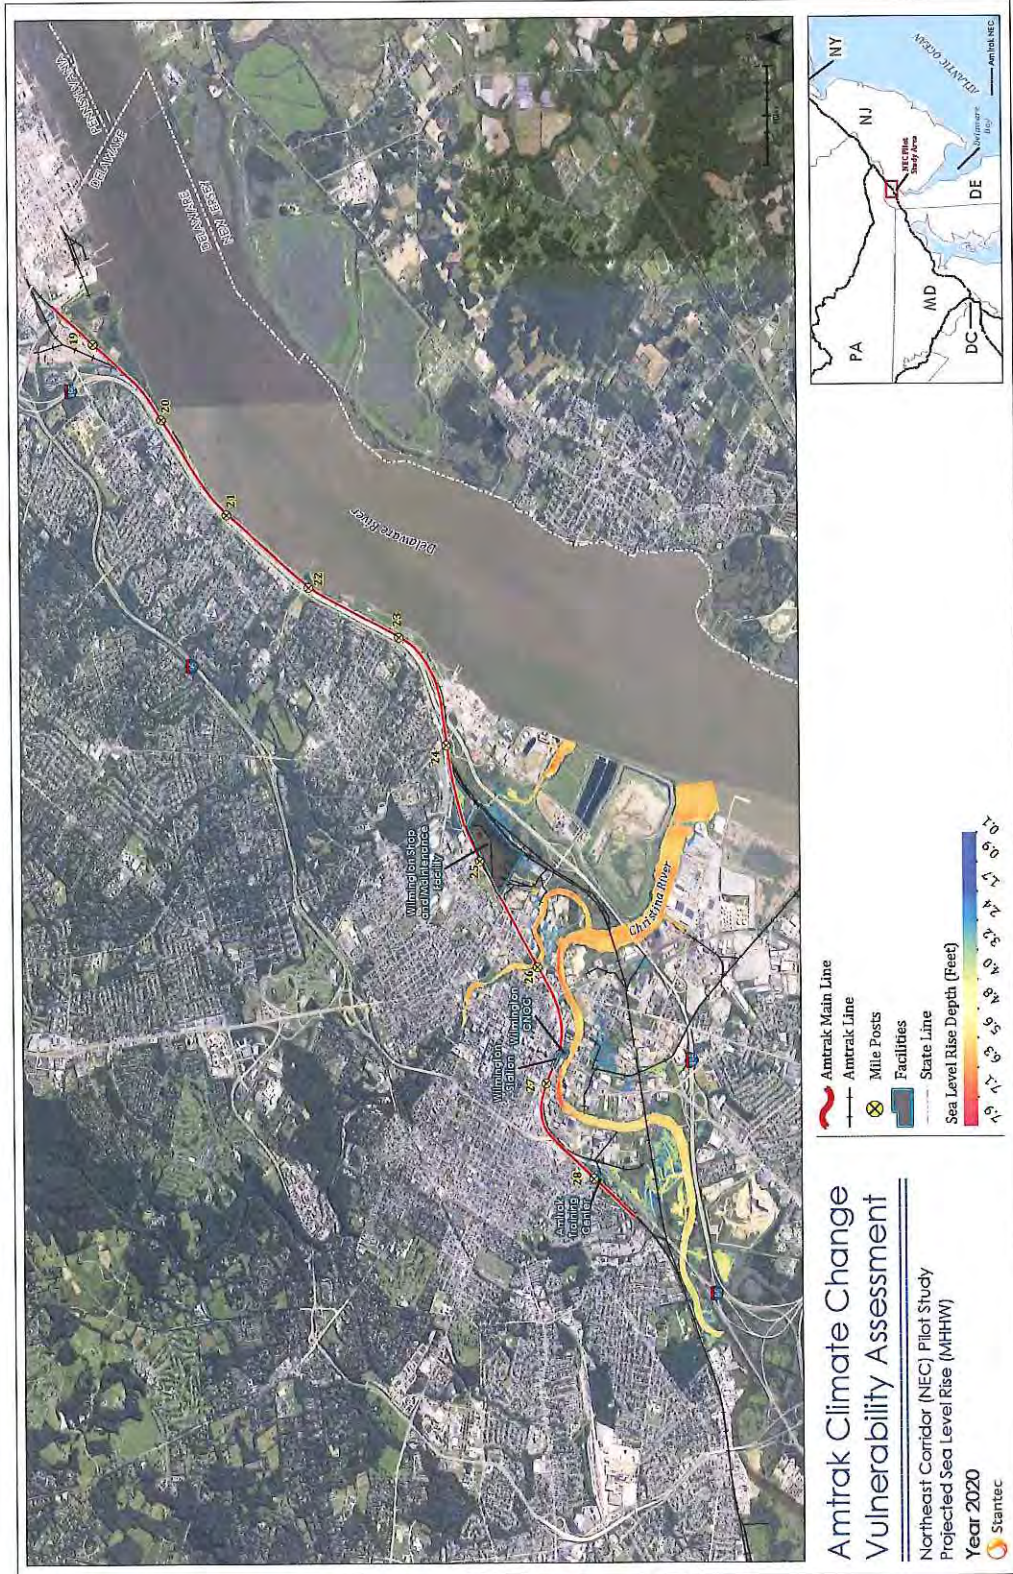 PENNSYLVANIA
DELAWARE
DELAWARE
NEW JERSEY
19
20
21
22
23
24
25
26
27
28
Delaware River
Wilmington Shop
and Maintenance
Facility
Wilmington
Station
Wilmington
CNOC
Amtrak
Training
Center
Christina River
Amtrak Climate Change
Vulnerability Assessment
Northeast Corridor (NEC) Pilot Study
Projected Sea Level Rise (MHHW)
Year 2020
Stantec
Amtrak Main Line
Amtrak Line
Mile Posts
Facilities
State Line
Sea Level Rise Depth (Feet)
7.9 7.1 6.3 5.6 4.8 4.0 3.2 2.4 1.7 0.9 0.1
NY
PA
NJ
MD
DC
DE
NEC Pilot
Study Area
ATLANTIC OCEAN
Delaware
Bay
Amtrak NEC